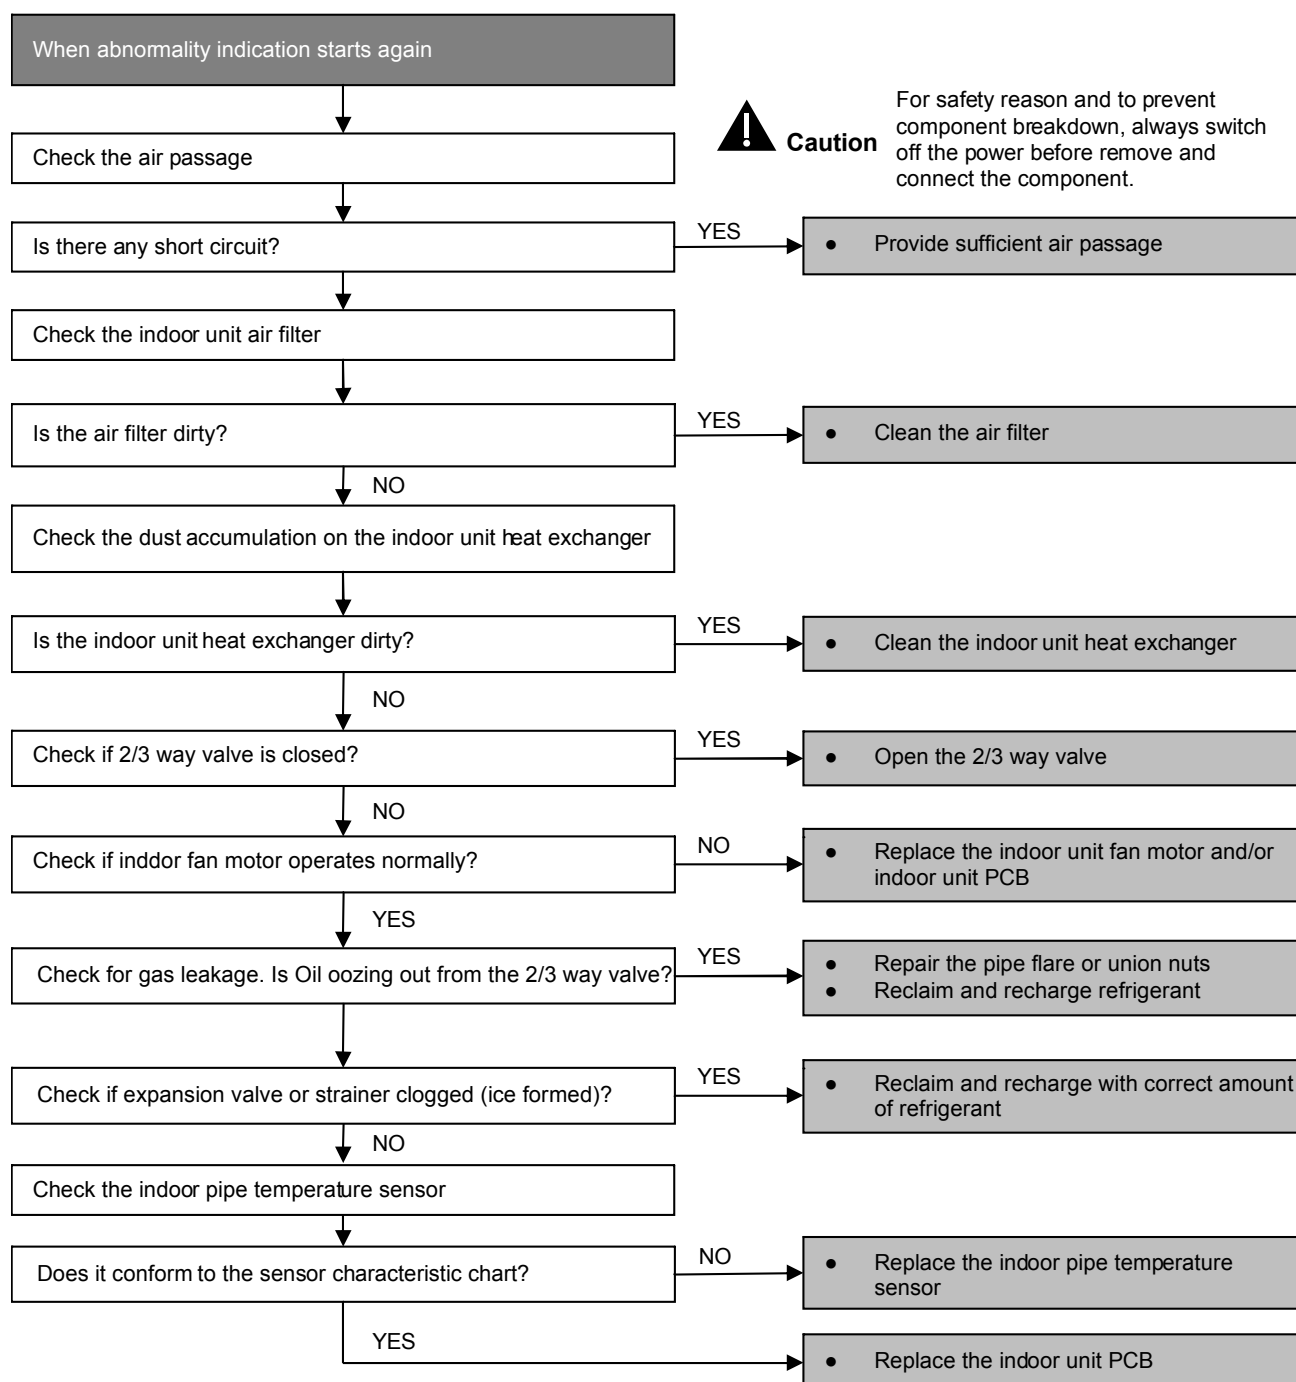 When abnormality indication starts again
For safety reason and to prevent
component breakdown, always switch
off the power before remove and
connect the component.
Caution
Check the air passage
Is there any short circuit?
YES
● Provide sufficient air passage
Check the indoor unit air filter
Is the air filter dirty?
YES
● Clean the air filter
NO
Check the dust accumulation on the indoor unit heat exchanger
Is the indoor unit heat exchanger dirty?
YES
● Clean the indoor unit heat exchanger
NO
Check if 2/3 way valve is closed?
YES
● Open the 2/3 way valve
NO
Check if inddor fan motor operates normally?
NO
● Replace the indoor unit fan motor and/or
indoor unit PCB
YES
Check for gas leakage. Is Oil oozing out from the 2/3 way valve?
YES
● Repair the pipe flare or union nuts
● Reclaim and recharge refrigerant
Check if expansion valve or strainer clogged (ice formed)?
YES
● Reclaim and recharge with correct amount
of refrigerant
NO
Check the indoor pipe temperature sensor
Does it conform to the sensor characteristic chart?
NO
● Replace the indoor pipe temperature
sensor
YES
● Replace the indoor unit PCB